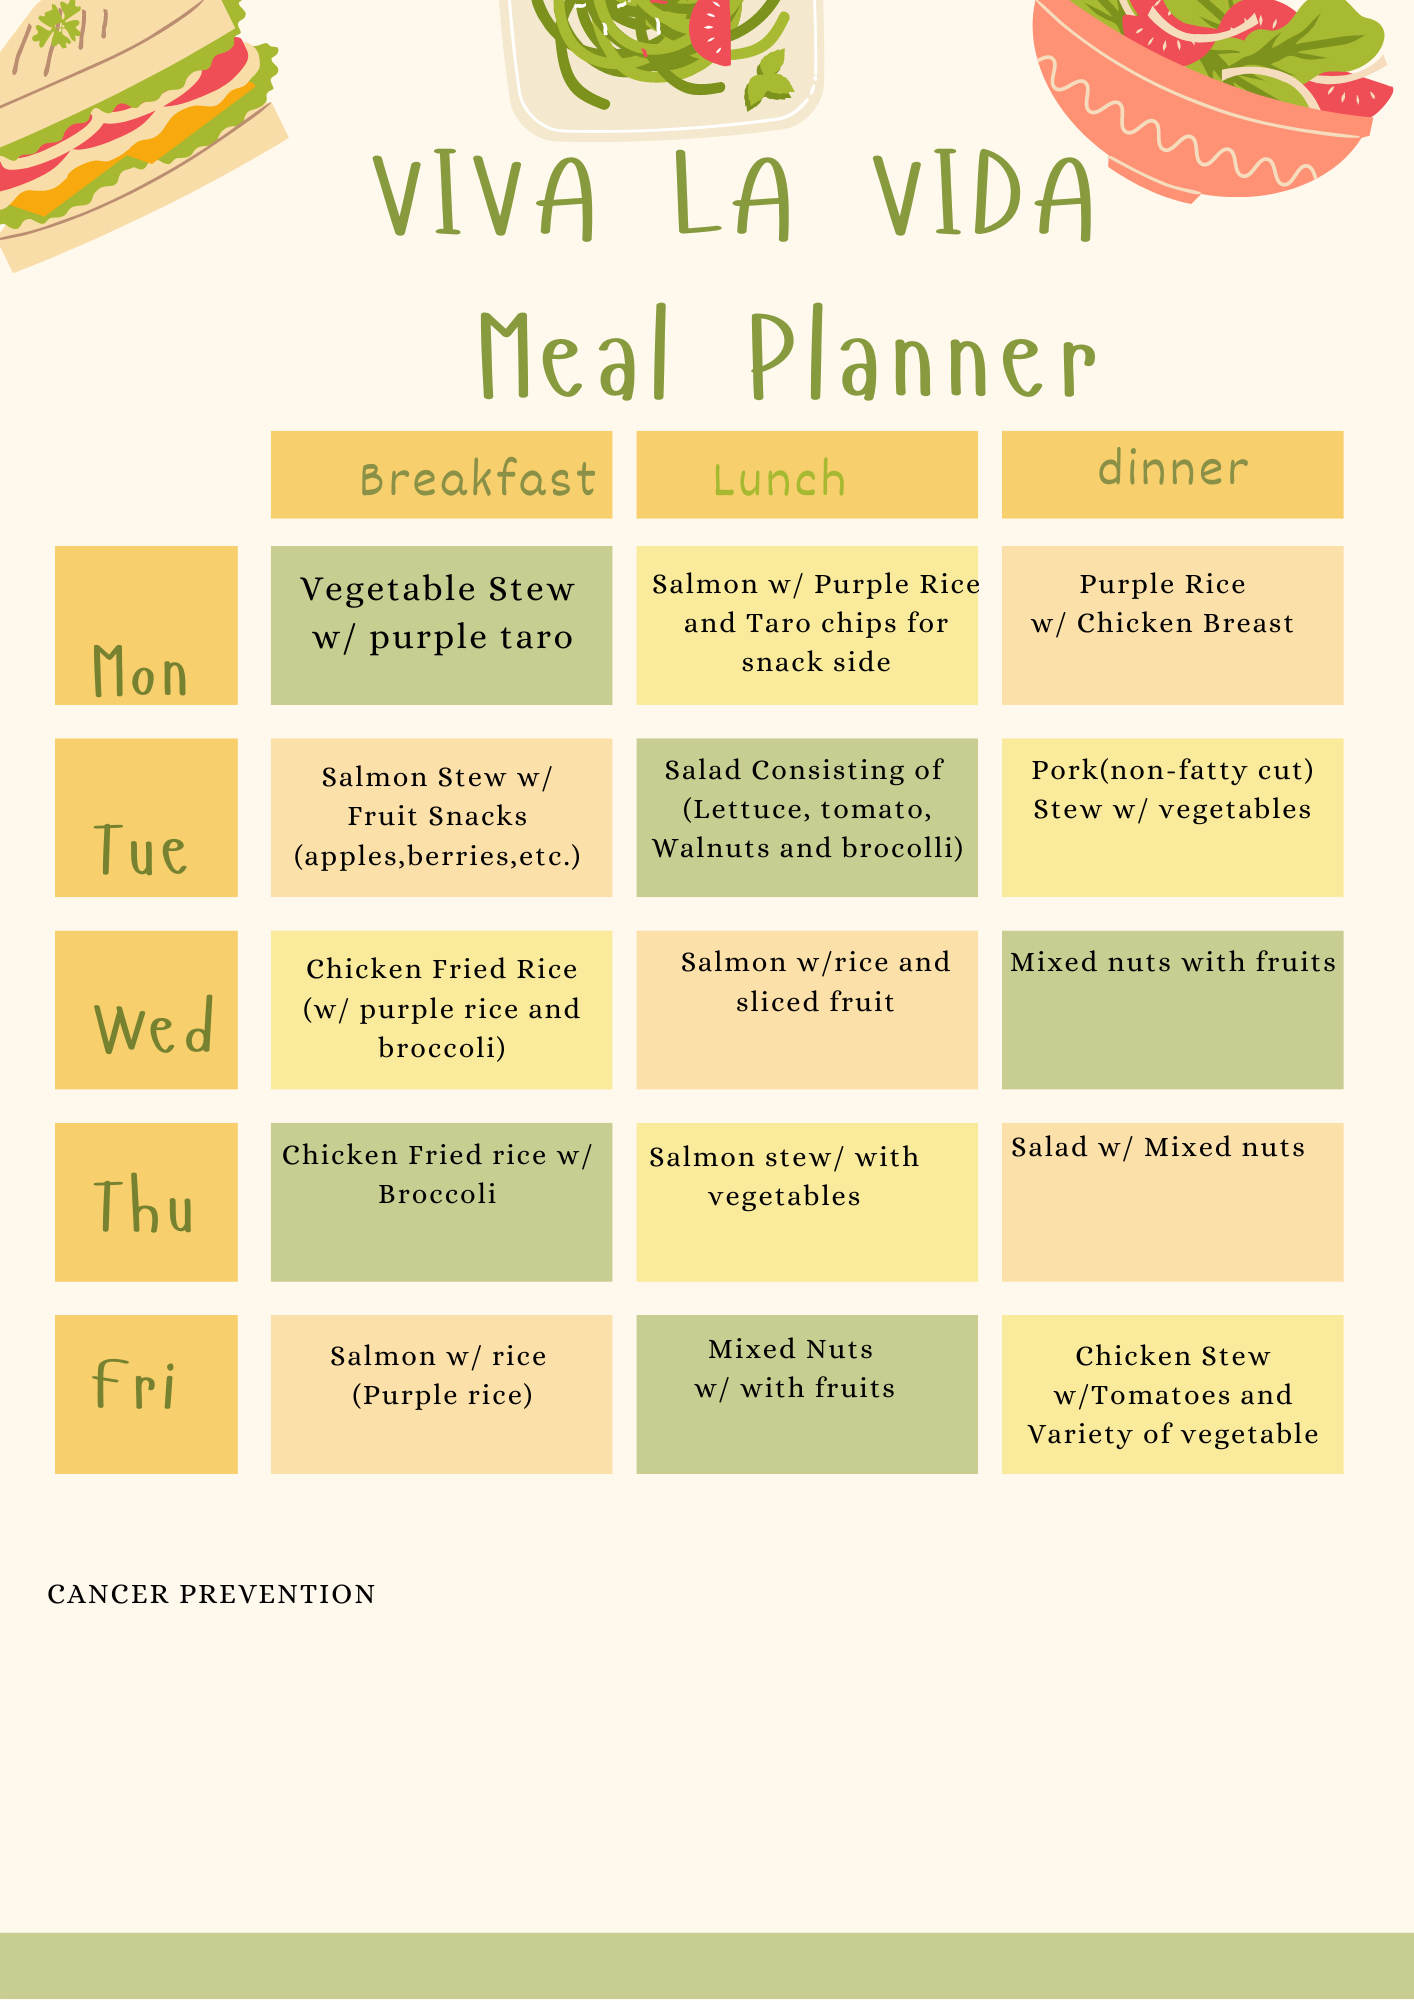 VIVA LA VIDA
Meal Planner
Breakfast
Lunch
dinner
Mon
Vegetable Stew
w/ purple taro
Salmon w/ Purple Rice
and Taro chips for
snack side
Purple Rice
w/ Chicken Breast
Tue
Salmon Stew w/
Fruit Snacks
(apples,berries,etc.)
Salad Consisting of
(Lettuce, tomato,
Walnuts and brocolli)
Pork(non-fatty cut)
Stew w/ vegetables
Wed
Chicken Fried Rice
(w/ purple rice and
broccoli)
Salmon w/rice and
sliced fruit
Mixed nuts with fruits
Thu
Chicken Fried rice w/
Broccoli
Salmon stew/ with
vegetables
Salad w/ Mixed nuts
Fri
Salmon w/ rice
(Purple rice)
Mixed Nuts
w/ with fruits
Chicken Stew
w/Tomatoes and
Variety of vegetable
CANCER PREVENTION